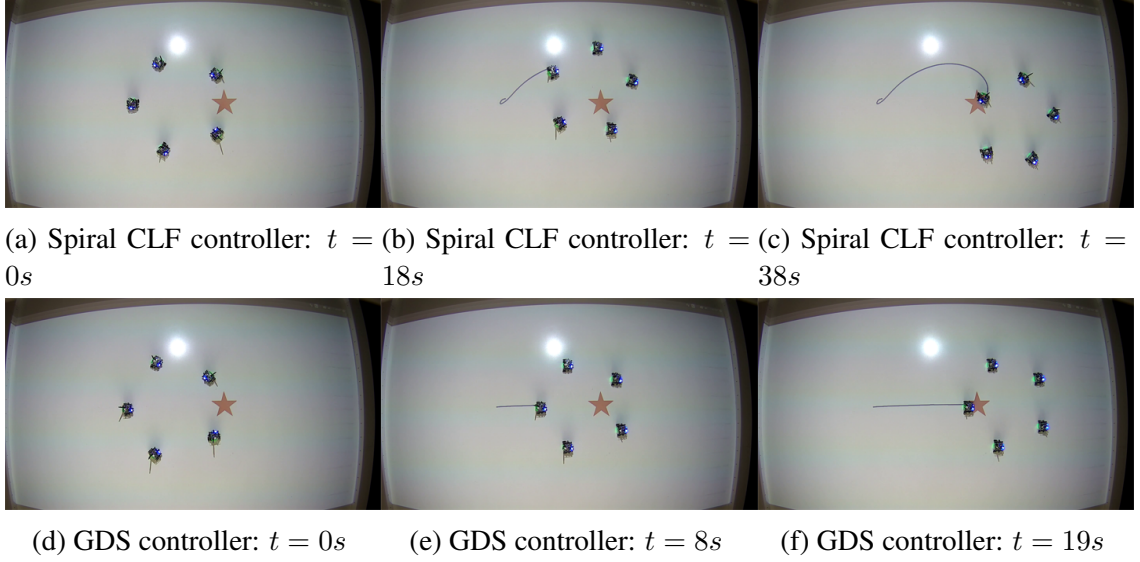 (a) Spiral CLF controller: t =
0s
(b) Spiral CLF controller: t =
18s
(c) Spiral CLF controller: t =
38s
(d) GDS controller: t = 0s
(e) GDS controller: t = 8s
(f) GDS controller: t = 19s